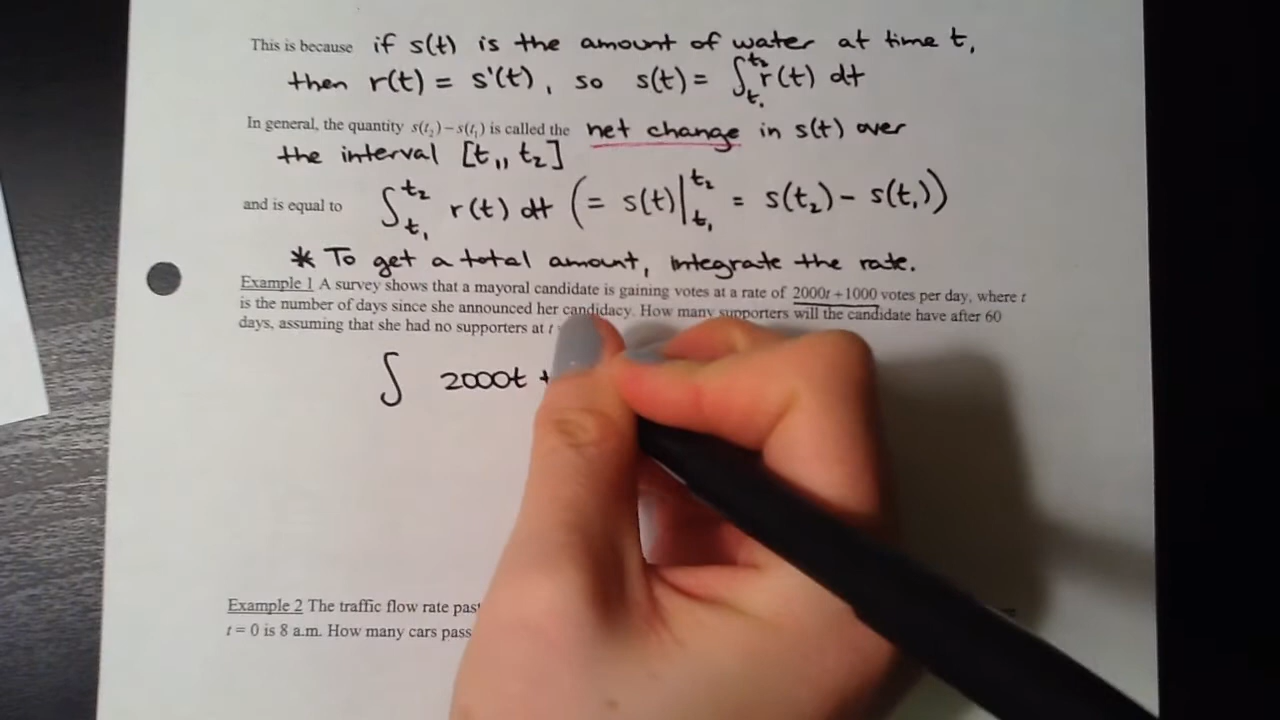 This is because if s(t) is the amount of water at time t,
then r(t) = s'(t), so s(t) = ∫_{t₁}^{t₂} r(t) dt
In general, the quantity s(t₂)−s(t₁) is called the net change in s(t) over
the interval [t₁, t₂]
and is equal to ∫_{t₁}^{t₂} r(t) dt (= s(t)|_{t₁}^{t₂} = s(t₂) − s(t₁))
* To get a total amount, integrate the rate.
Example 1 A survey shows that a mayoral candidate is gaining votes at a rate of 2000t + 1000 votes per day, where t
is the number of days since she announced her candidacy. How many supporters will the candidate have after 60
days, assuming that she had no supporters at t
∫ 2000t +
Example 2 The traffic flow rate past
t = 0 is 8 a.m. How many cars pass